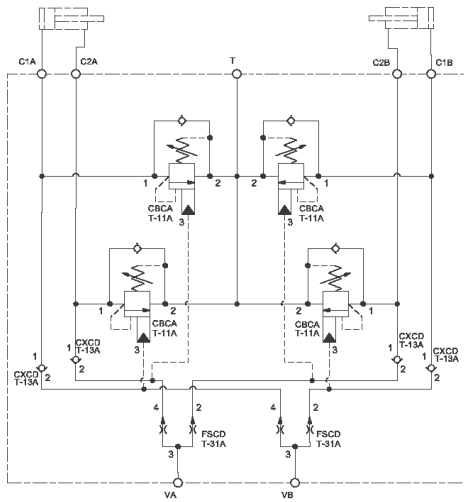 C1A C2A T C2B C1B
1 2 2 1
CBCA
T-11A
3
CBCA
T-11A
3
1 2 2 1
CBCA
T-11A
3
CBCA
T-11A
3
1
CXCD
T-13A
2
1
CXCD
T-13A
2
1
CXCD
T-13A
2
1
CXCD
T-13A
2
4 2 4 2
FSCD
T-31A
3
FSCD
T-31A
3
VA VB